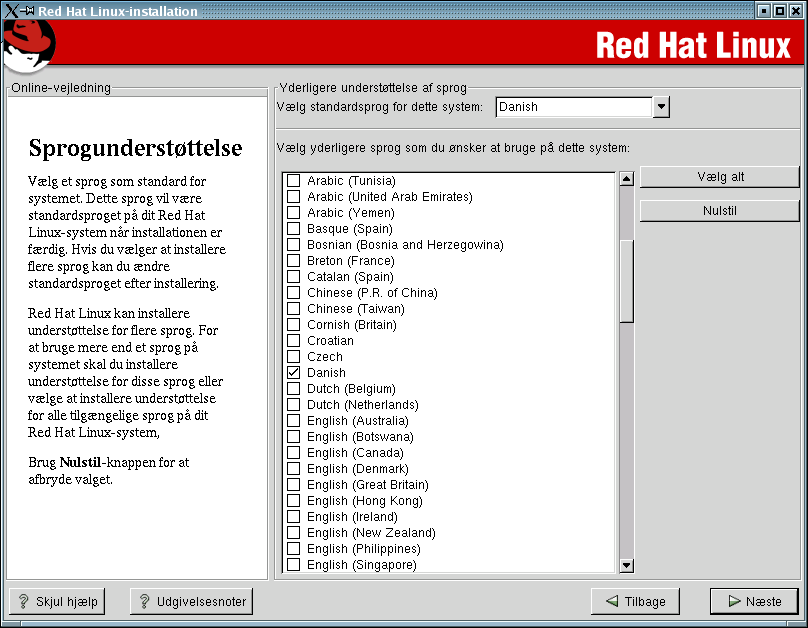 Red Hat Linux-installation
Red Hat Linux
Online-vejledning
Sprogunderstøttelse
Vælg et sprog som standard for
systemet. Dette sprog vil være
standardsproget på dit Red Hat
Linux-system når installationen er
færdig. Hvis du vælger at installere
flere sprog kan du ændre
standardsproget efter installering.
Red Hat Linux kan installere
understøttelse for flere sprog. For
at bruge mere end et sprog på
systemet skal du installere
understøttelse for disse sprog eller
vælge at installere understøttelse
for alle tilgængelige sprog på dit
Red Hat Linux-system,
Brug Nulstil-knappen for at
afbryde valget.
Yderligere understøttelse af sprog
Vælg standardsprog for dette system: Danish
Vælg yderligere sprog som du ønsker at bruge på dette system:
Arabic (Tunisia)
Arabic (United Arab Emirates)
Arabic (Yemen)
Basque (Spain)
Bosnian (Bosnia and Herzegowina)
Breton (France)
Catalan (Spain)
Chinese (P.R. of China)
Chinese (Taiwan)
Cornish (Britain)
Croatian
Czech
Danish
Dutch (Belgium)
Dutch (Netherlands)
English (Australia)
English (Botswana)
English (Canada)
English (Denmark)
English (Great Britain)
English (Hong Kong)
English (Ireland)
English (New Zealand)
English (Philippines)
English (Singapore)
Vælg alt
Nulstil
? Skjul hjælp
? Udgivelsesnoter
Tilbage
Næste